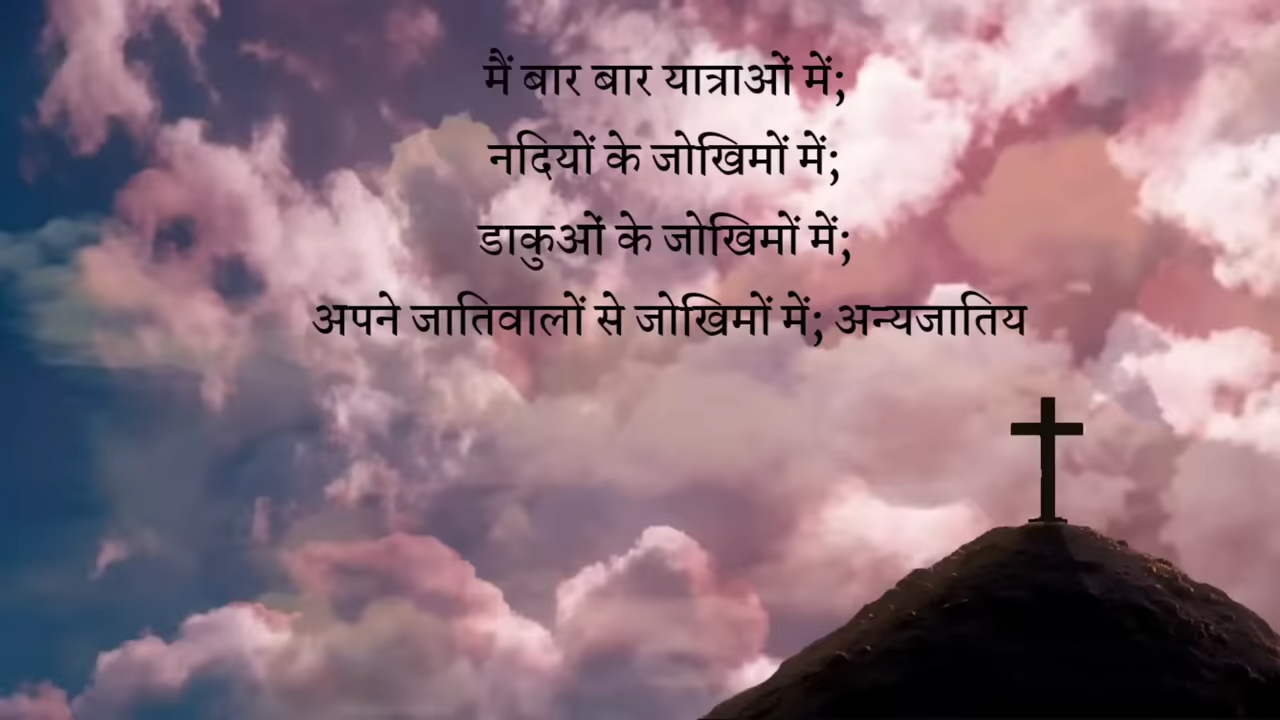 मैं बार बार यात्राओं में;
नदियों के जोखिमों में;
डाकुओं के जोखिमों में;
अपने जातिवालों से जोखिमों में; अन्यजातिय